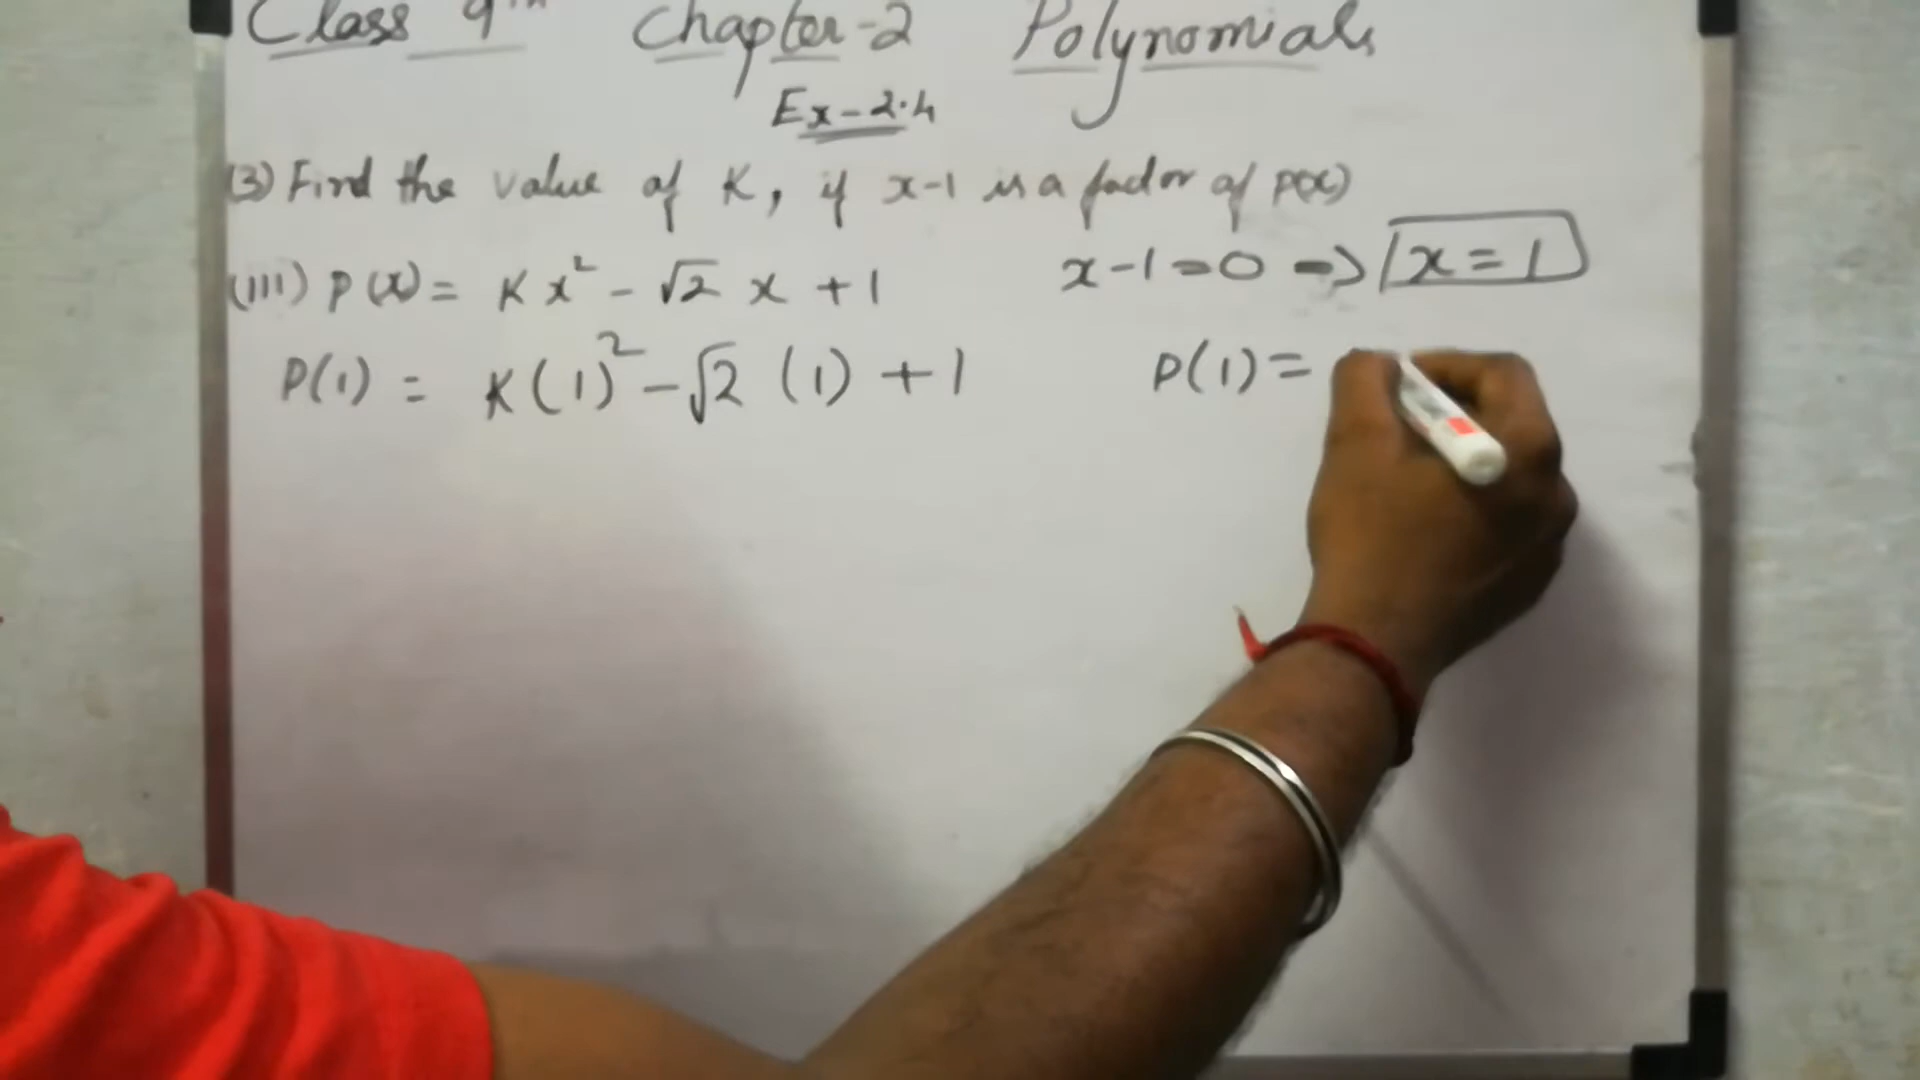 Class 9th Chapter-2 Polynomials
Ex-2.4
(3) Find the value of K, if x-1 is a factor of P(x)
x-1=0 => x=1
(iii) P(x) = Kx² - √2 x + 1
P(1) = K(1)² - √2 (1) + 1
P(1) =